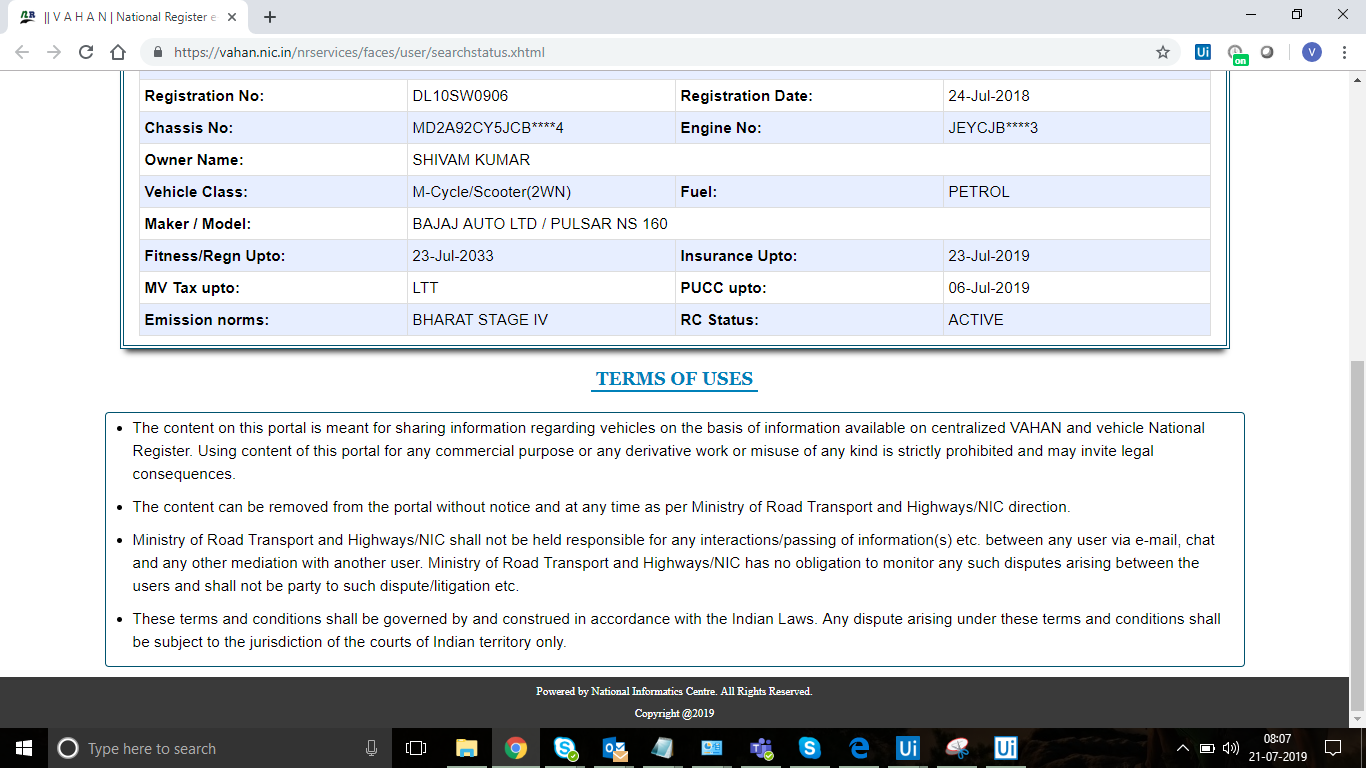 || V A H A N | National Register e
https://vahan.nic.in/nrservices/faces/user/searchstatus.xhtml
Ui
on
V
Registration No: DL10SW0906 Registration Date: 24-Jul-2018
Chassis No: MD2A92CY5JCB****4 Engine No: JEYCJB****3
Owner Name: SHIVAM KUMAR
Vehicle Class: M-Cycle/Scooter(2WN) Fuel: PETROL
Maker / Model: BAJAJ AUTO LTD / PULSAR NS 160
Fitness/Regn Upto: 23-Jul-2033 Insurance Upto: 23-Jul-2019
MV Tax upto: LTT PUCC upto: 06-Jul-2019
Emission norms: BHARAT STAGE IV RC Status: ACTIVE
TERMS OF USES
The content on this portal is meant for sharing information regarding vehicles on the basis of information available on centralized VAHAN and vehicle National
Register. Using content of this portal for any commercial purpose or any derivative work or misuse of any kind is strictly prohibited and may invite legal
consequences.
The content can be removed from the portal without notice and at any time as per Ministry of Road Transport and Highways/NIC direction.
Ministry of Road Transport and Highways/NIC shall not be held responsible for any interactions/passing of information(s) etc. between any user via e-mail, chat
and any other mediation with another user. Ministry of Road Transport and Highways/NIC has no obligation to monitor any such disputes arising between the
users and shall not be party to such dispute/litigation etc.
These terms and conditions shall be governed by and construed in accordance with the Indian Laws. Any dispute arising under these terms and conditions shall
be subject to the jurisdiction of the courts of Indian territory only.
Powered by National Informatics Centre. All Rights Reserved.
Copyright @2019
Type here to search
Ui
Ui
08:07
21-07-2019